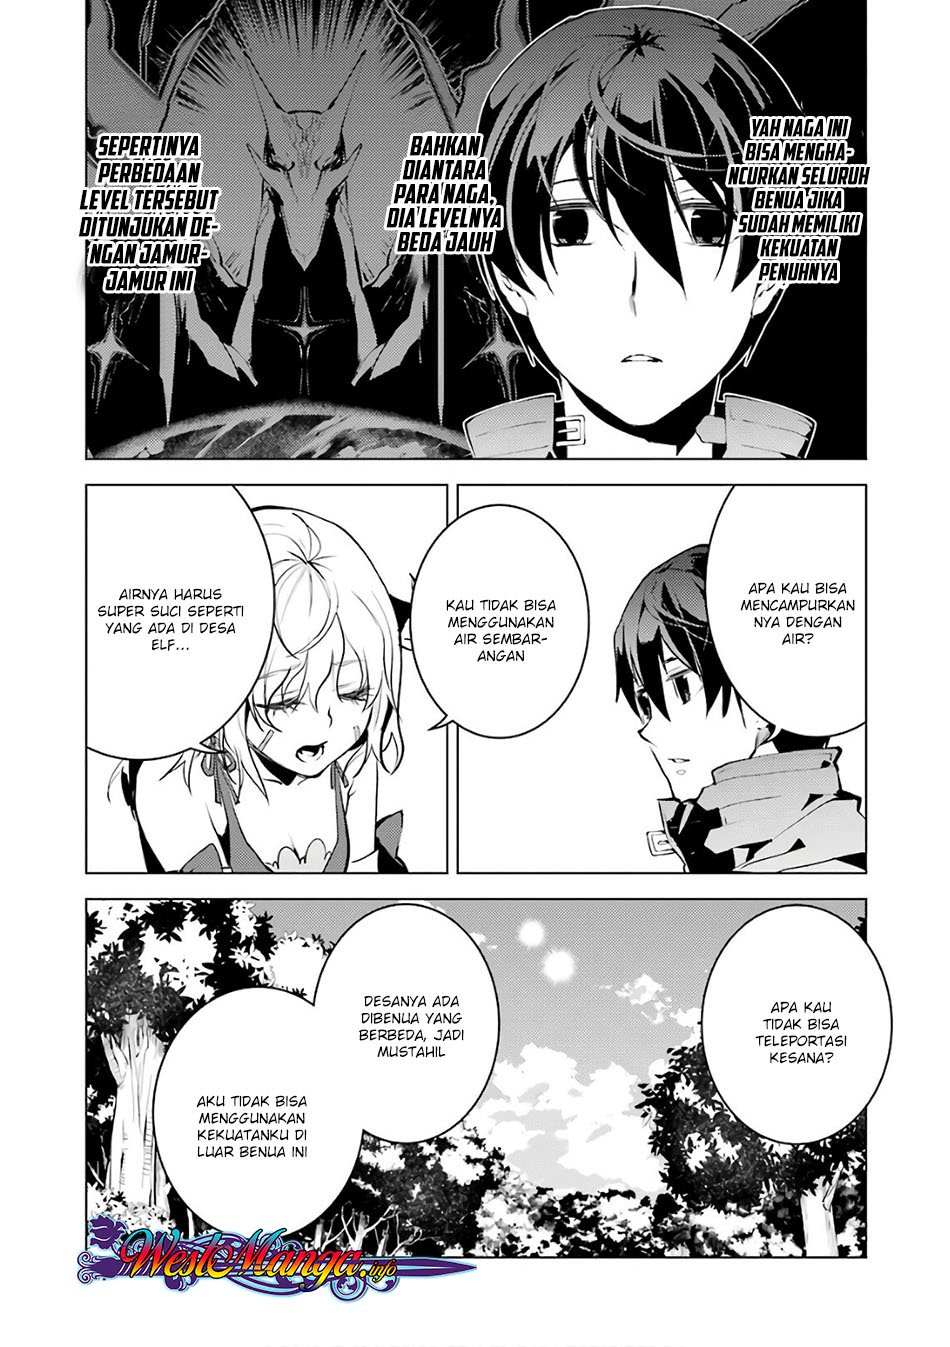 YAH NAGA INI
BISA MENGHA-
NCURKAN SELURUH
BENUA JIKA
SUDAH MEMILIKI
KEKUATAN
PENUHNYA
BAHKAN
DIANTARA
PARA NAGA,
DIA LEVELNYA
BEDA JAUH
SEPERTINYA
PERBEDAAN
LEVEL TERSEBUT
DITUNJUKAN DE-
NGAN JAMUR-
JAMUR INI
APA KAU BISA
MENCAMPURKAN
NYA DENGAN
AIR?
KAU TIDAK BISA
MENGGUNAKAN
AIR SEMBAR-
ANGAN
AIRNYA HARUS
SUPER SUCI SEPERTI
YANG ADA DI DESA
ELF...
APA KAU
TIDAK BISA
TELEPORTASI
KESANA?
DESANYA ADA
DIBENUA YANG
BERBEDA, JADI
MUSTAHIL
AKU TIDAK BISA
MENGGUNAKAN
KEKUATANKU DI
LUAR BENUA INI
WestManga.info